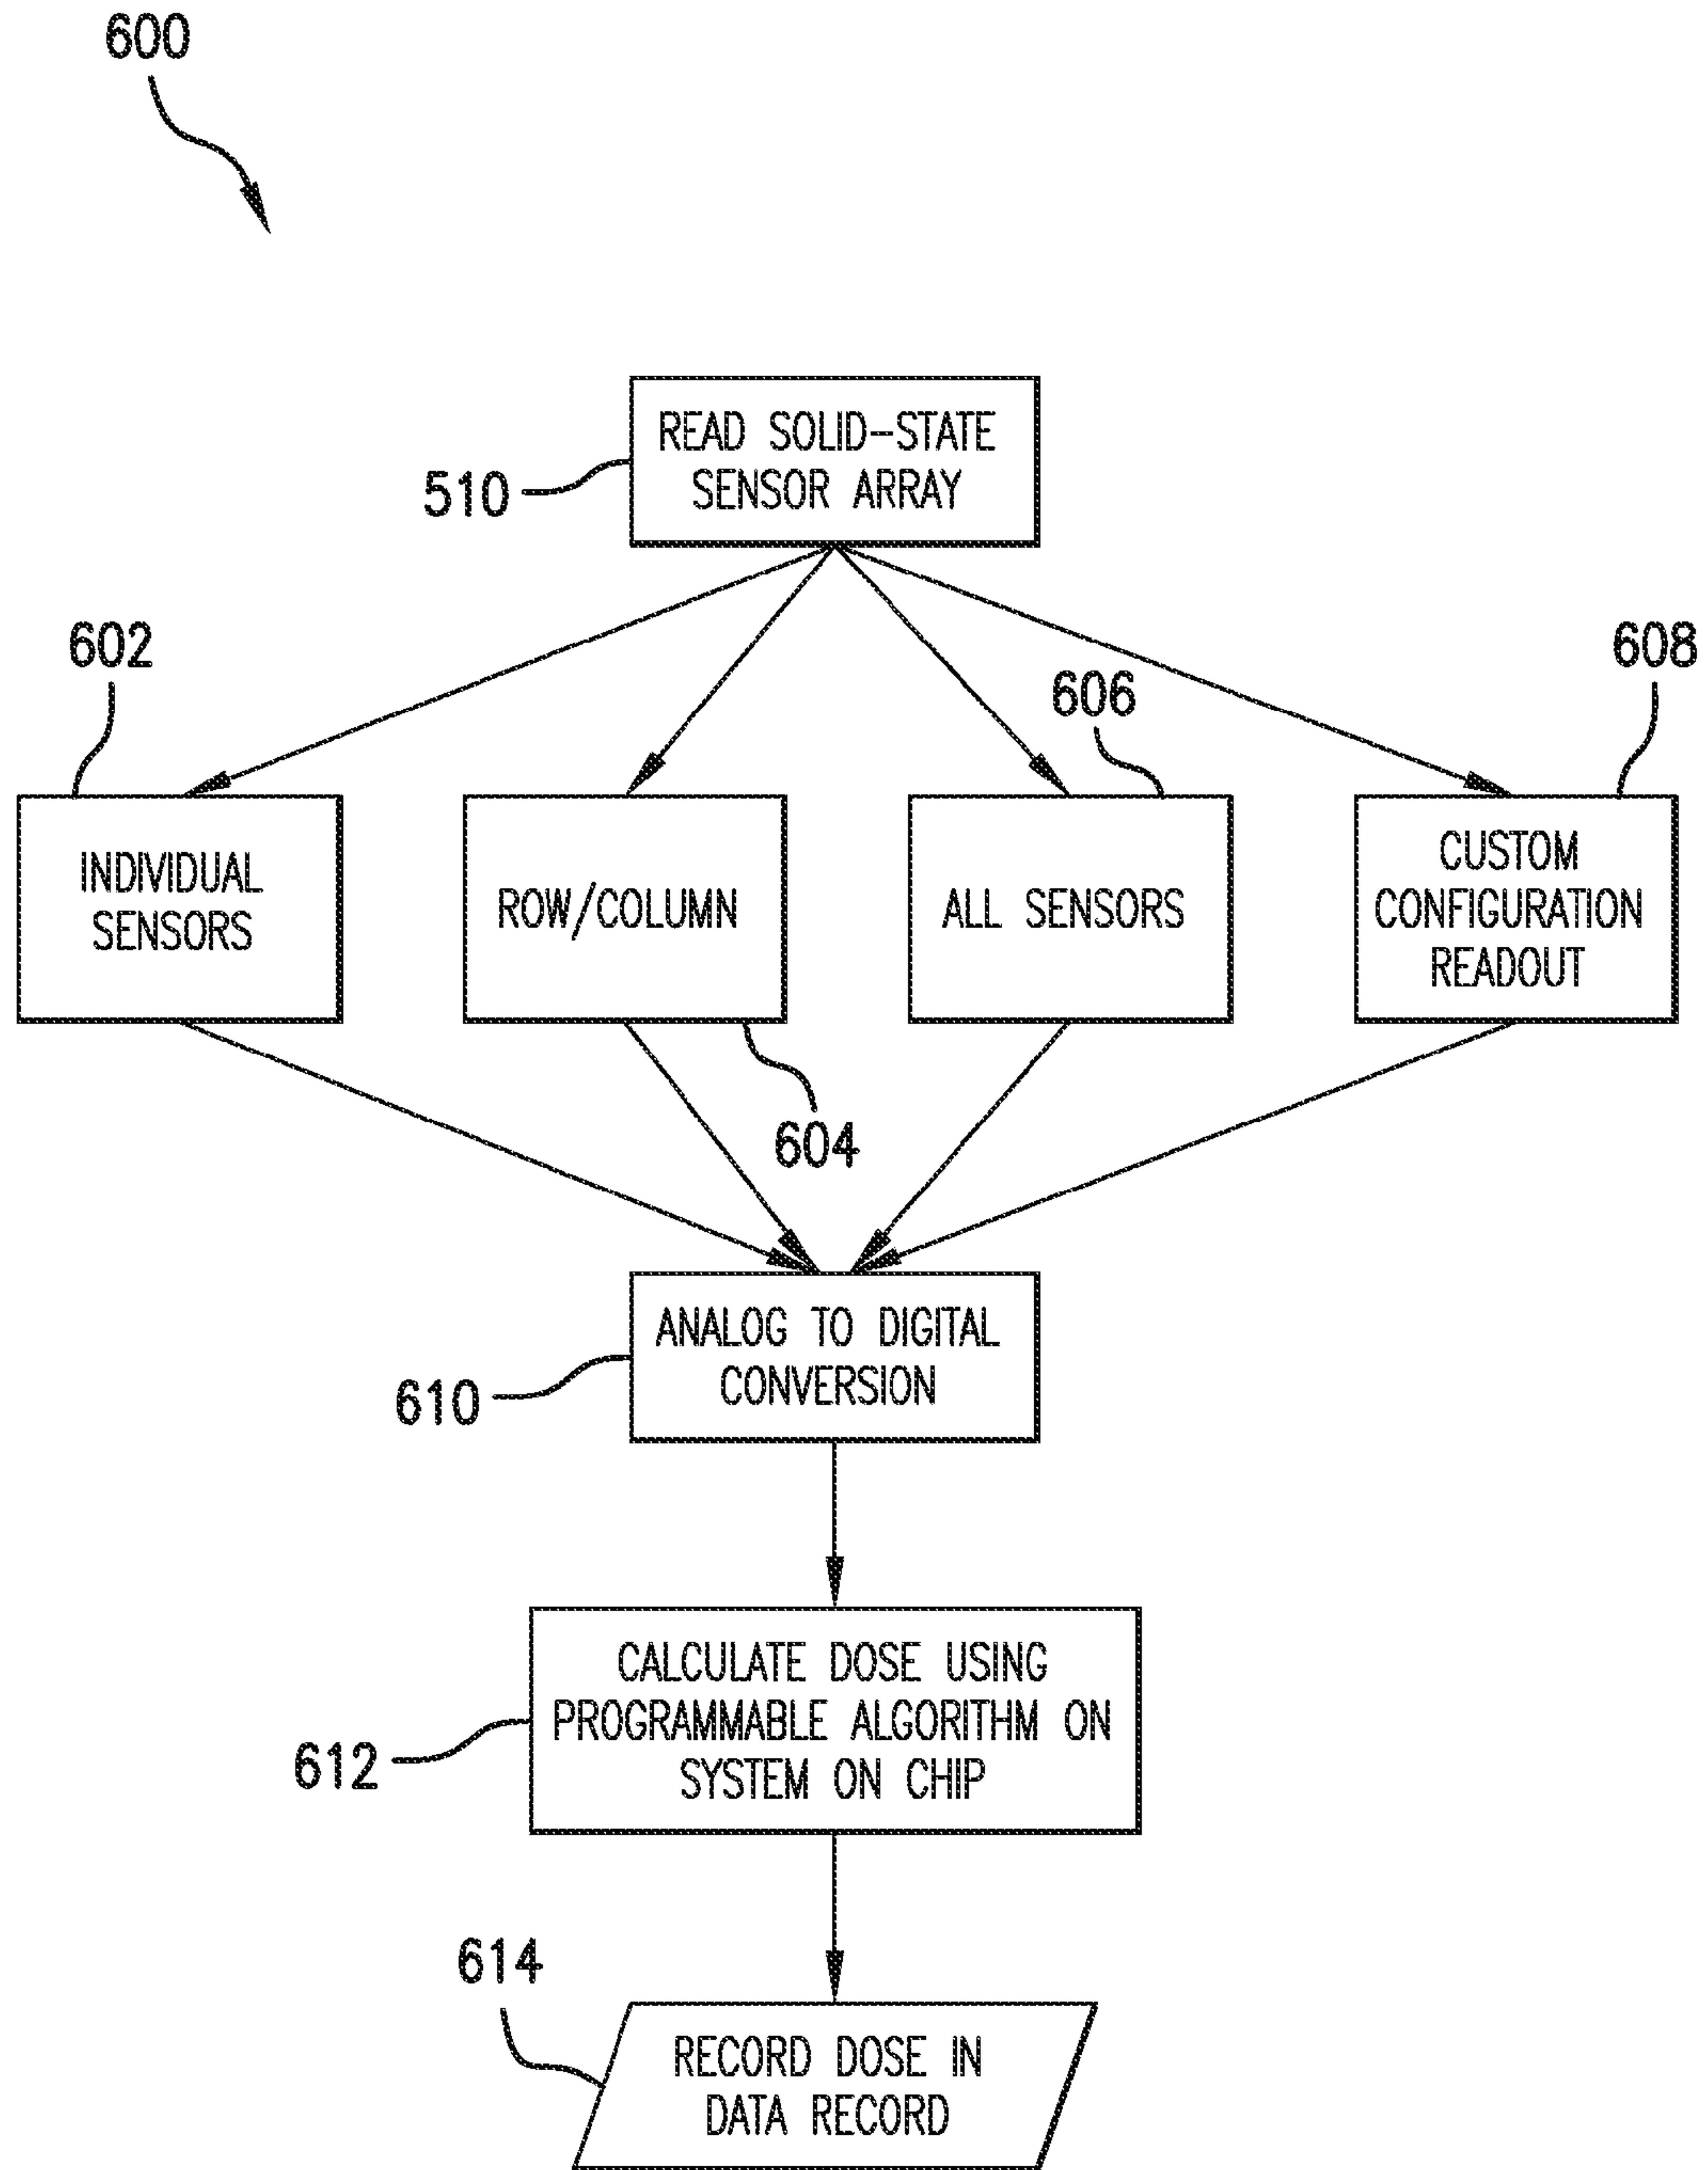 600
READ SOLID-STATE
SENSOR ARRAY
510
602
608
606
INDIVIDUAL
SENSORS
ROW/COLUMN
ALL SENSORS
CUSTOM
CONFIGURATION
READOUT
604
ANALOG TO DIGITAL
CONVERSION
610
CALCULATE DOSE USING
PROGRAMMABLE ALGORITHM ON
SYSTEM ON CHIP
612
614
RECORD DOSE IN
DATA RECORD